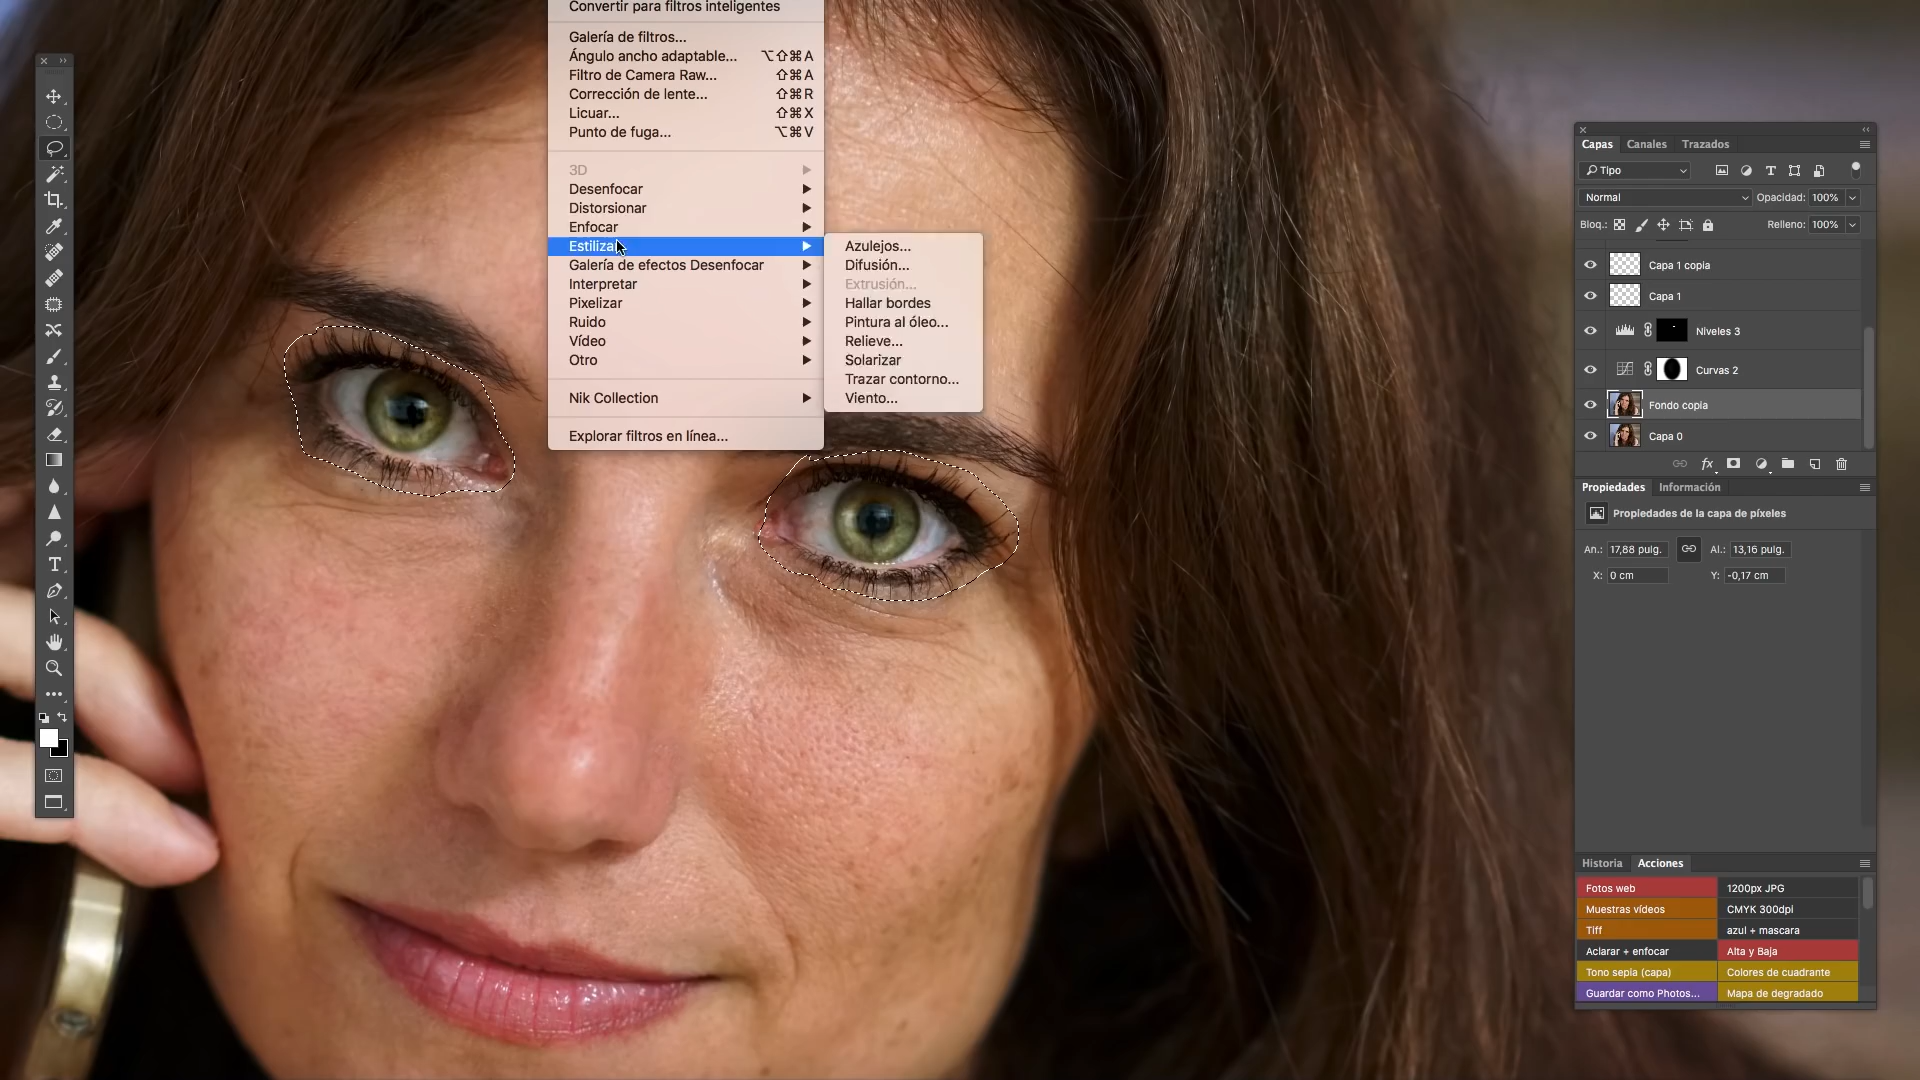 Convertir para filtros inteligentes
Galería de filtros...
Ángulo ancho adaptable... ⌥⇧⌘A
Filtro de Camera Raw... ⇧⌘A
Corrección de lente... ⇧⌘R
Licuar... ⇧⌘X
Punto de fuga... ⌥⌘V
3D
Desenfocar
Distorsionar
Enfocar
Estilizar
Galería de efectos Desenfocar
Interpretar
Pixelizar
Ruido
Vídeo
Otro
Nik Collection
Explorar filtros en línea...
Azulejos...
Difusión...
Extrusión...
Hallar bordes
Pintura al óleo...
Relieve...
Solarizar
Trazar contorno...
Viento...
Capas Canales Trazados
Tipo
Normal Opacidad: 100%
Bloq.: Relleno: 100%
Capa 1 copia
Capa 1
Niveles 3
Curvas 2
Fondo copia
Capa 0
Propiedades Información
Propiedades de la capa de píxeles
An.: 17,88 pulg. Al.: 13,16 pulg.
X: 0 cm Y: -0,17 cm
Historia Acciones
Fotos web 1200px JPG
Muestras vídeos CMYK 300dpi
Tiff azul + mascara
Aclarar + enfocar Alta y Baja
Tono sepia (capa) Colores de cuadrante
Guardar como Photos... Mapa de degradado